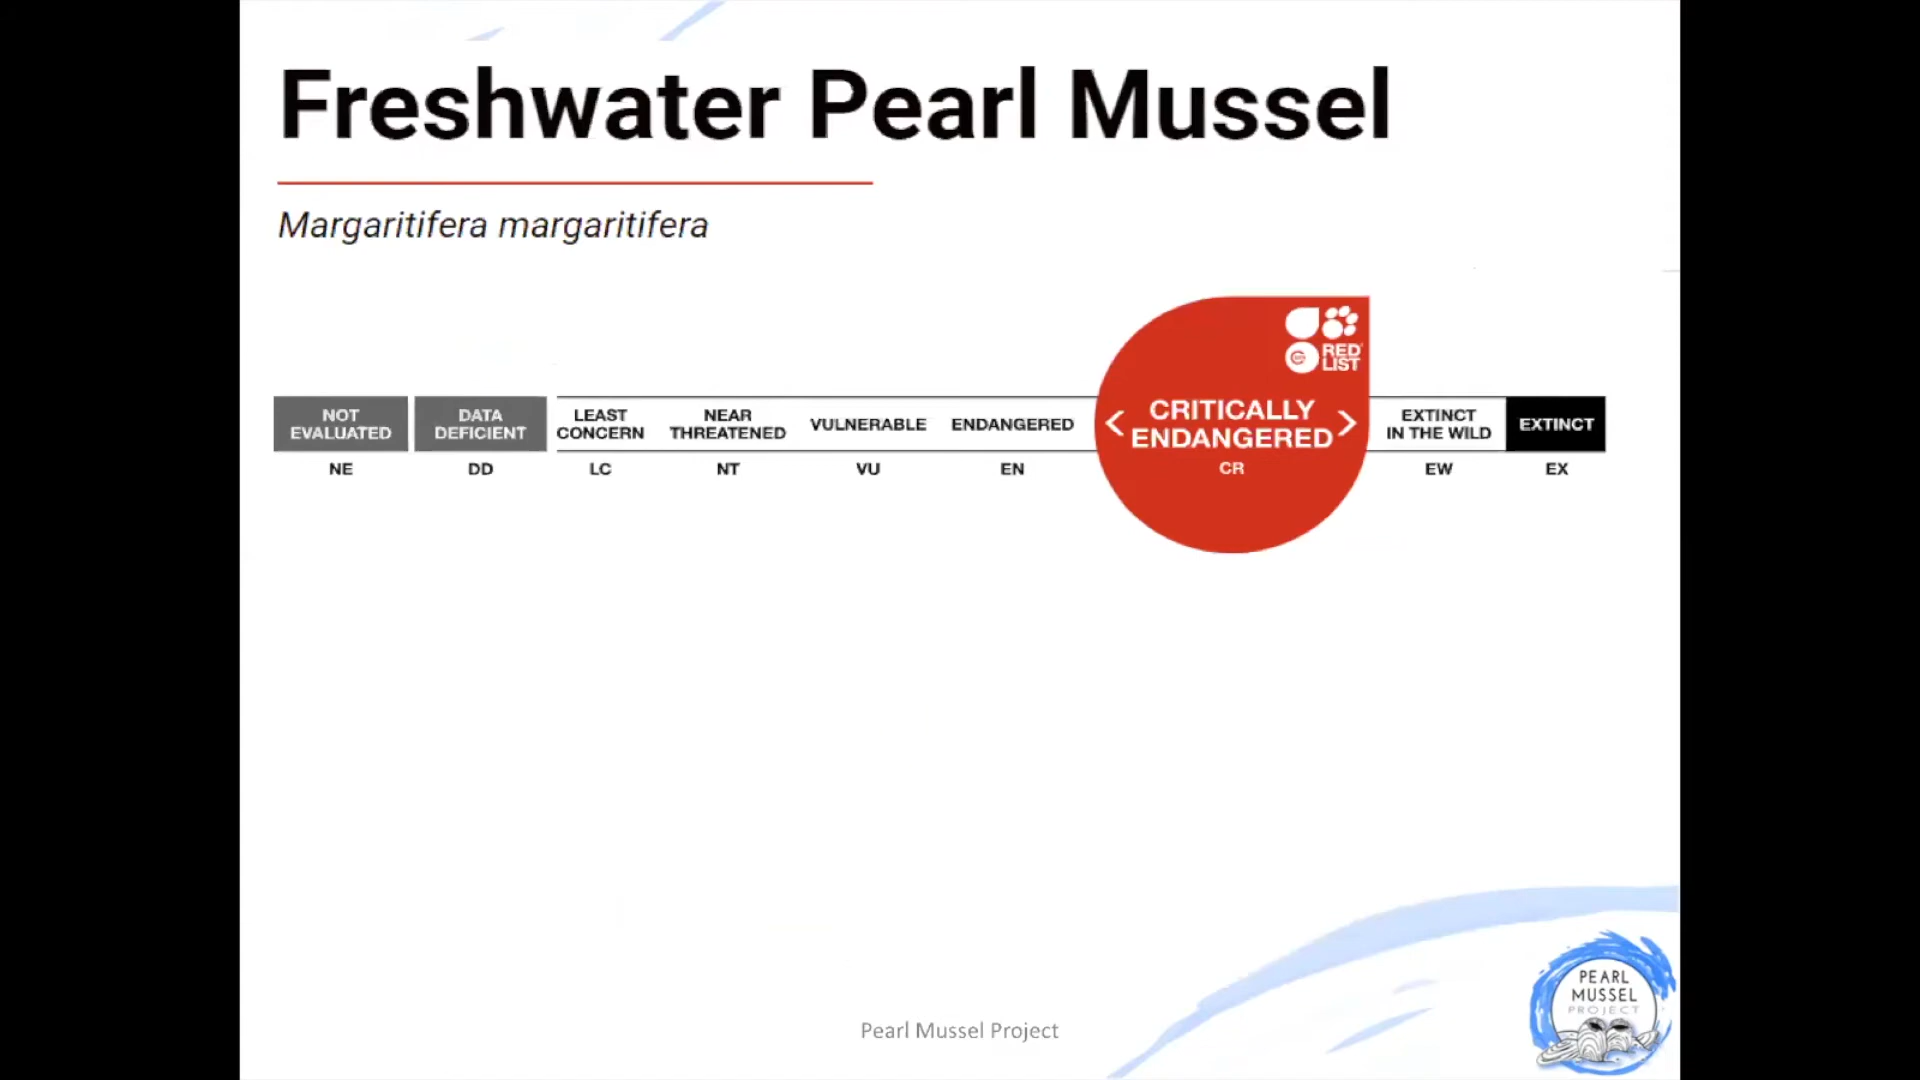 Freshwater Pearl Mussel
Margaritifera margaritifera
RED
LIST
NOT
EVALUATED
NE
DATA
DEFICIENT
DD
LEAST
CONCERN
LC
NEAR
THREATENED
NT
VULNERABLE
VU
ENDANGERED
EN
CRITICALLY
ENDANGERED
CR
EXTINCT
IN THE WILD
EW
EXTINCT
EX
Pearl Mussel Project
PEARL
MUSSEL
PROJECT